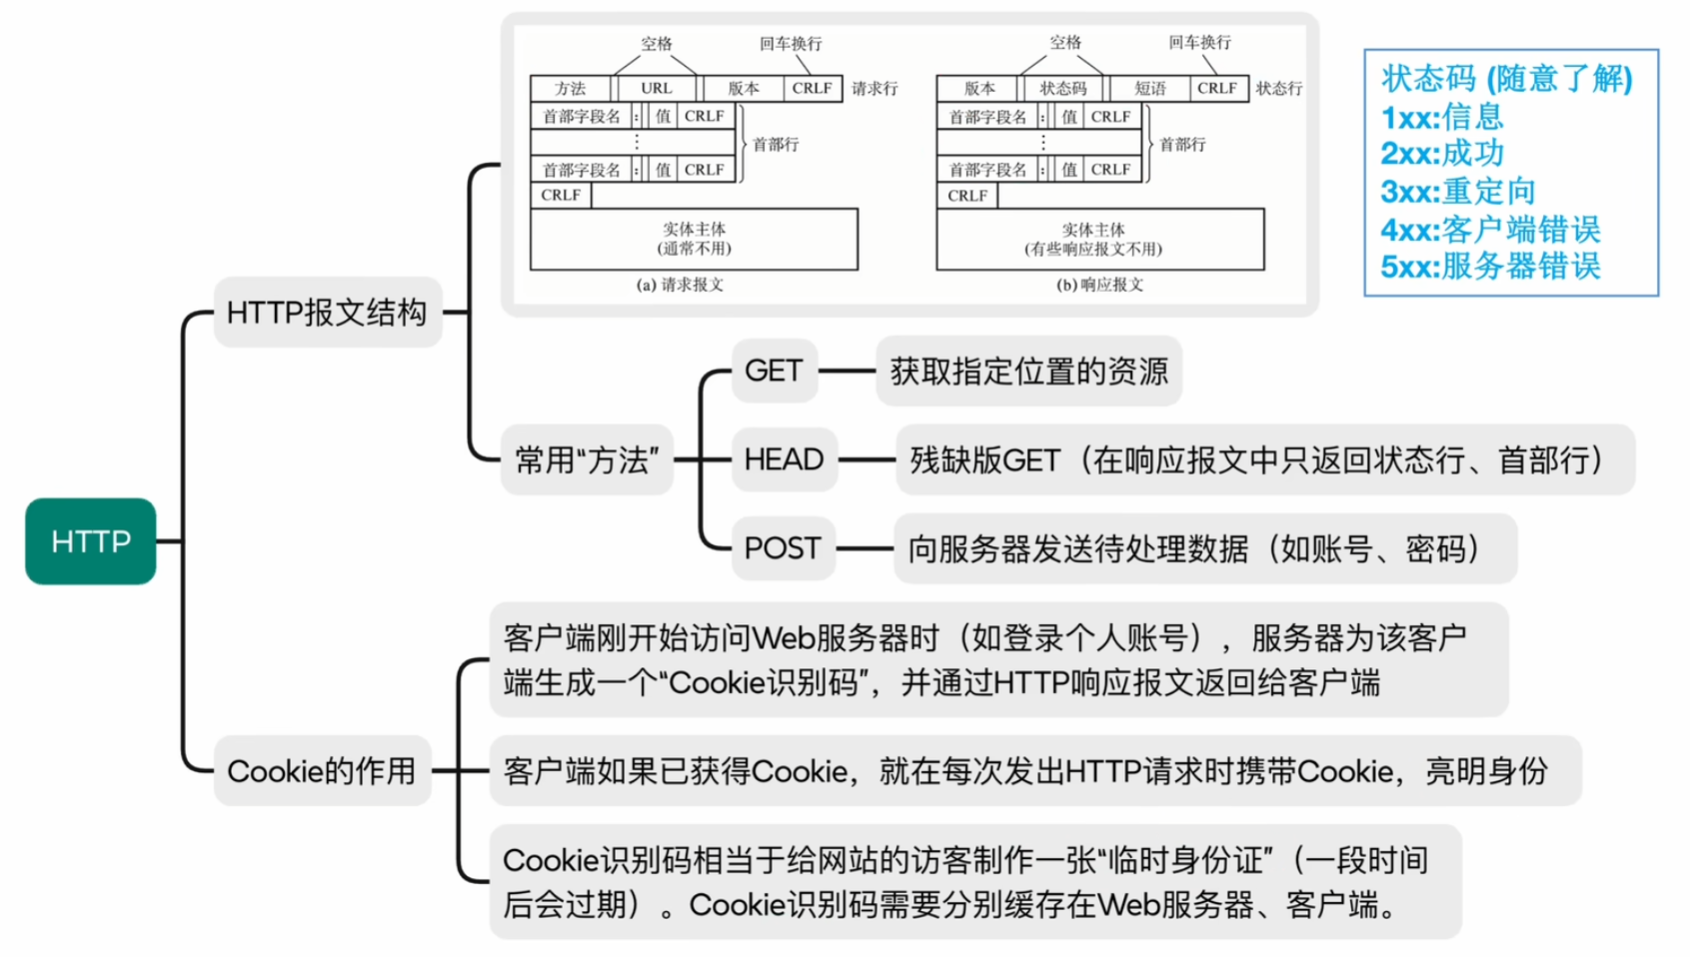 空格
回车换行
方法 URL 版本 CRLF 请求行
首部字段名 : 值 CRLF
⋮
首部行
首部字段名 : 值 CRLF
CRLF
实体主体
(通常不用)
(a) 请求报文
空格
回车换行
版本 状态码 短语 CRLF 状态行
首部字段名 : 值 CRLF
⋮
首部行
首部字段名 : 值 CRLF
CRLF
实体主体
(有些响应报文不用)
(b) 响应报文
状态码 (随意了解)
1xx:信息
2xx:成功
3xx:重定向
4xx:客户端错误
5xx:服务器错误
HTTP报文结构
GET
获取指定位置的资源
常用“方法”
HEAD
残缺版GET（在响应报文中只返回状态行、首部行）
POST
向服务器发送待处理数据（如账号、密码）
HTTP
客户端刚开始访问Web服务器时（如登录个人账号），服务器为该客户
端生成一个“Cookie识别码”，并通过HTTP响应报文返回给客户端
Cookie的作用
客户端如果已获得Cookie，就在每次发出HTTP请求时携带Cookie，亮明身份
Cookie识别码相当于给网站的访客制作一张“临时身份证”（一段时间
后会过期）。Cookie识别码需要分别缓存在Web服务器、客户端。